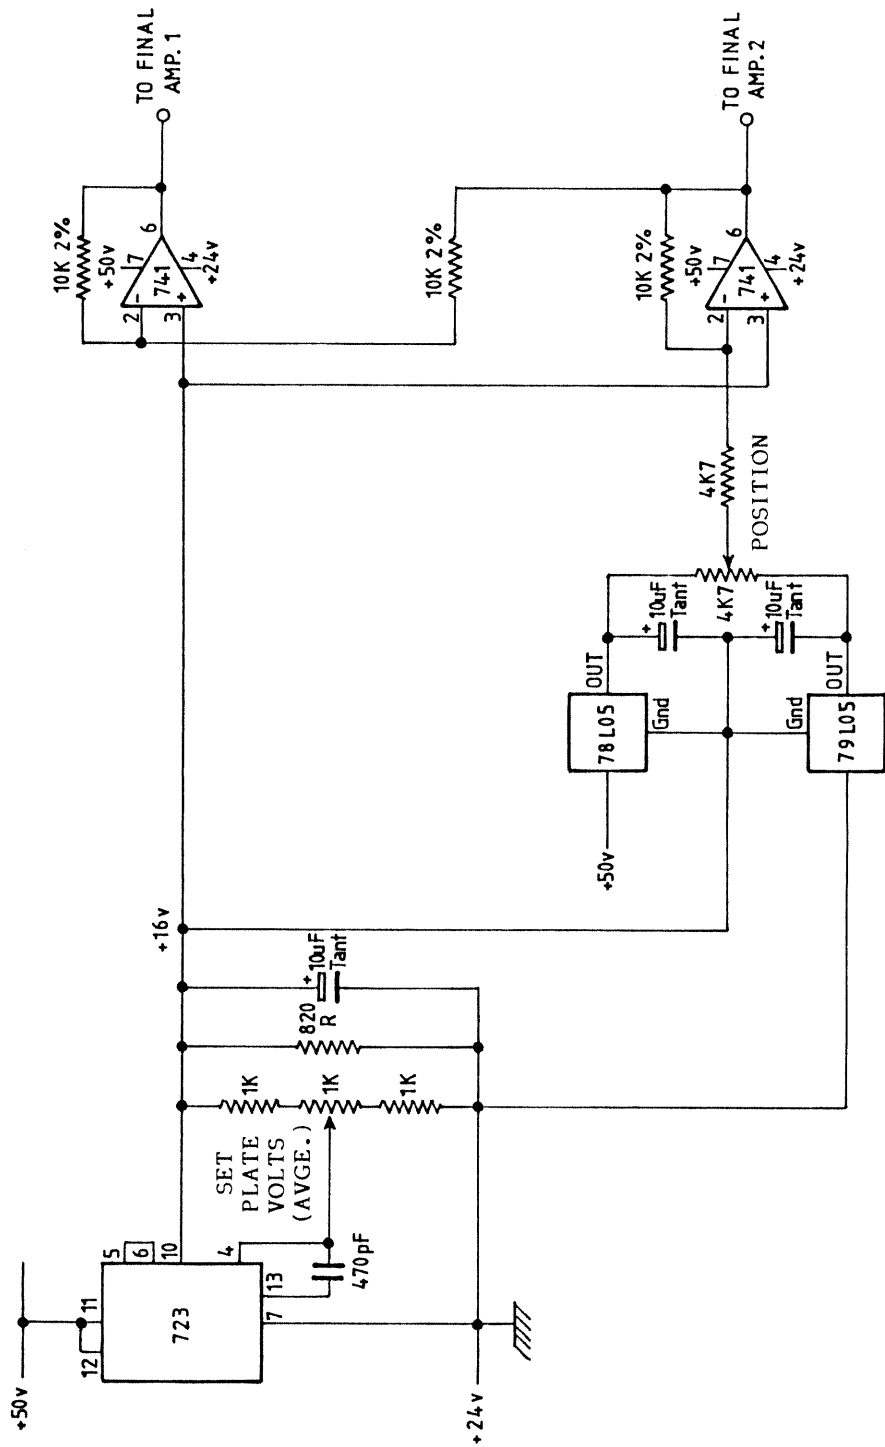 +50v
12
11
723
5
6
10
4
13
7
470pF
+24v
SET
PLATE
VOLTS
(AVGE.)
1K
1K
1K
820
R
+
10uF
Tant
+16v
+50v
78L05
OUT
Gnd
+
10uF
Tant
4K7
Gnd
79L05
OUT
+
10uF
Tant
4K7
POSITION
10K 2%
+50v
7
2
-
741
6
3
+
4
+24v
TO FINAL
AMP. 1
10K 2%
10K 2%
+50v
7
2
-
741
6
3
+
4
+24v
TO FINAL
AMP. 2